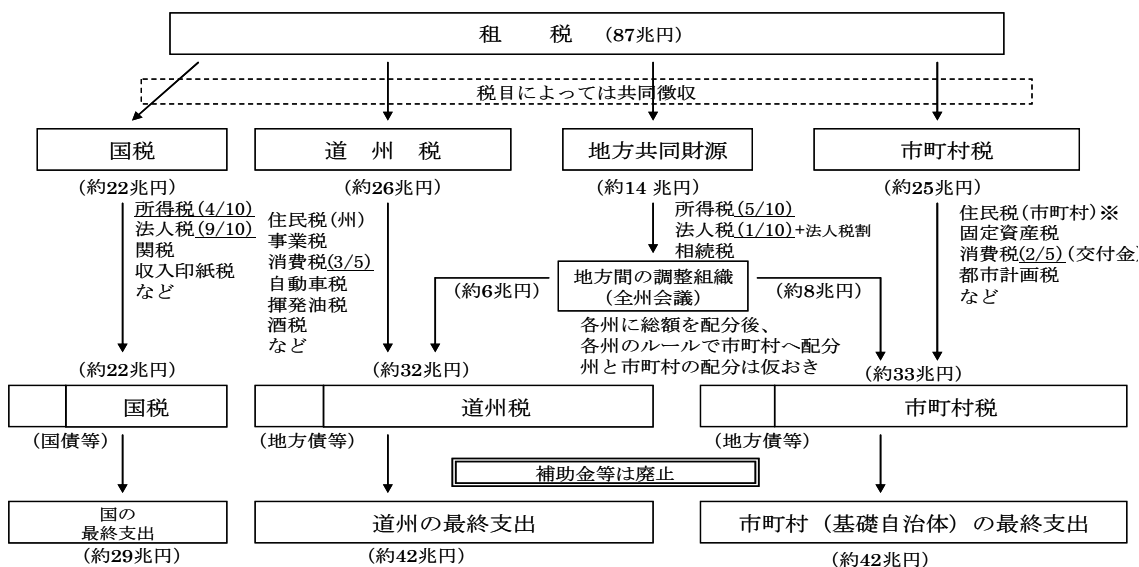 租　税 (87兆円)
税目によっては共同徴収
国税
道 州 税
地方共同財源
市町村税
(約22兆円)
(約26兆円)
(約14 兆円)
(約25兆円)
所得税(4/10)
法人税(9/10)
関税
収入印紙税
など
住民税(州)
事業税
消費税(3/5)
自動車税
揮発油税
酒税
など
所得税(5/10)
法人税(1/10)+法人税割
相続税
住民税(市町村)※
固定資産税
消費税(2/5)(交付金)
都市計画税
など
(約6兆円)
地方間の調整組織
(全州会議)
(約8兆円)
各州に総額を配分後、
各州のルールで市町村へ配分
州と市町村の配分は仮おき
(約22兆円)
(約32兆円)
(約33兆円)
国税
道州税
市町村税
(国債等)
(地方債等)
(地方債等)
補助金等は廃止
国の
最終支出
道州の最終支出
市町村（基礎自治体）の最終支出
(約29兆円)
(約42兆円)
(約42兆円)